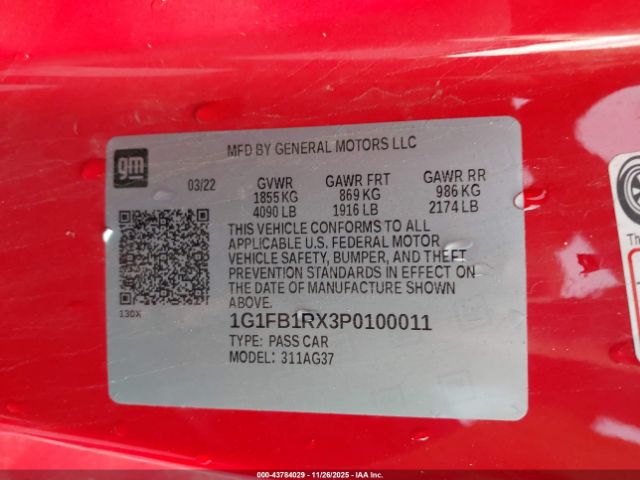 gm
MFD BY GENERAL MOTORS LLC
03/22 GVWR GAWR FRT GAWR RR
1855 KG 869 KG 986 KG
4090 LB 1916 LB 2174 LB
THIS VEHICLE CONFORMS TO ALL
APPLICABLE U.S. FEDERAL MOTOR
VEHICLE SAFETY, BUMPER, AND THEFT
PREVENTION STANDARDS IN EFFECT ON
THE DATE OF MANUFACTURE SHOWN
ABOVE.
130X
1G1FB1RX3P0100011
TYPE: PASS CAR
MODEL: 311AG37
000-43784029 - 11/26/2025 - IAA Inc.